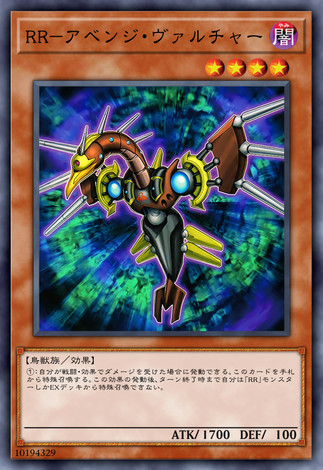 RR－アベンジ・ヴァルチャー
やみ
闇
【鳥獣族／効果】
①：自分が戦闘・効果でダメージを受けた場合に発動できる。このカードを手札
から特殊召喚する。この効果の発動後、ターン終了時まで自分は「RR」モンスタ
ーしかEXデッキから特殊召喚できない。
ATK/ 1700 DEF/ 100
10194329